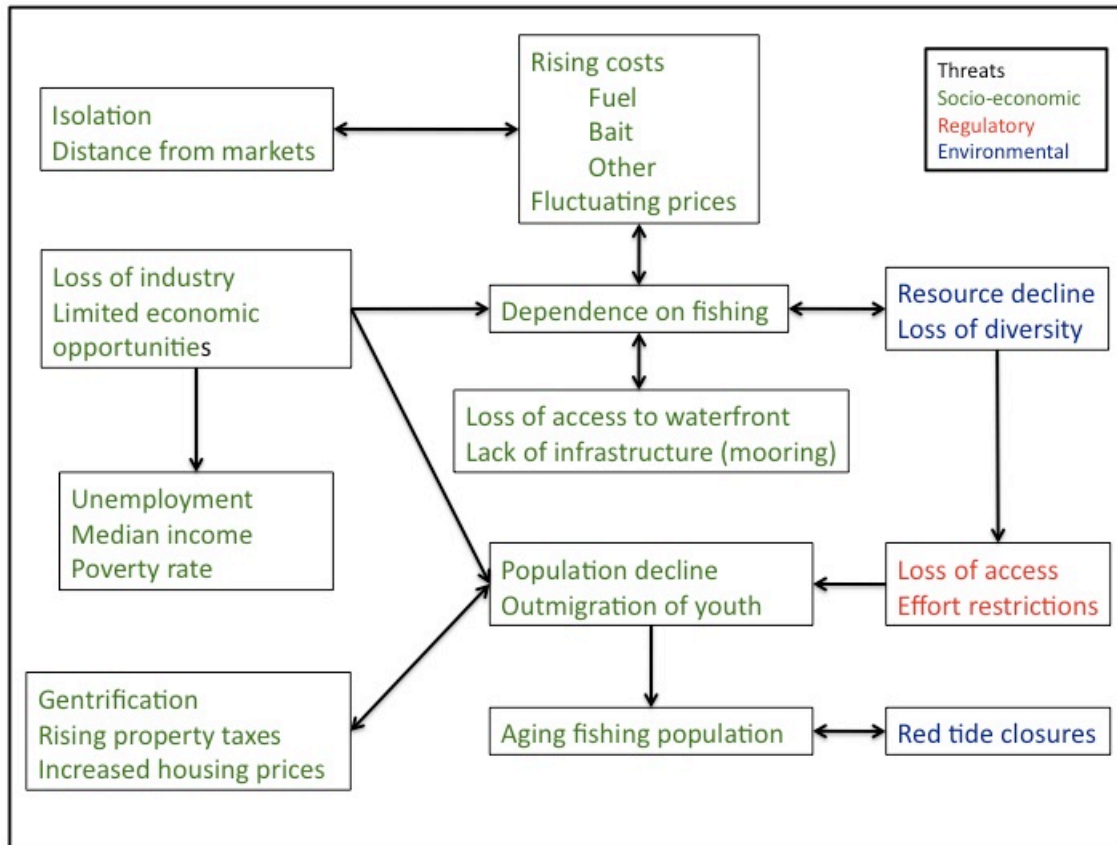 Rising costs
Fuel
Bait
Other
Fluctuating prices
Threats
Socio-economic
Regulatory
Environmental
Isolation
Distance from markets
Loss of industry
Limited economic
opportunities
Dependence on fishing
Resource decline
Loss of diversity
Loss of access to waterfront
Lack of infrastructure (mooring)
Unemployment
Median income
Poverty rate
Population decline
Outmigration of youth
Loss of access
Effort restrictions
Gentrification
Rising property taxes
Increased housing prices
Aging fishing population
Red tide closures